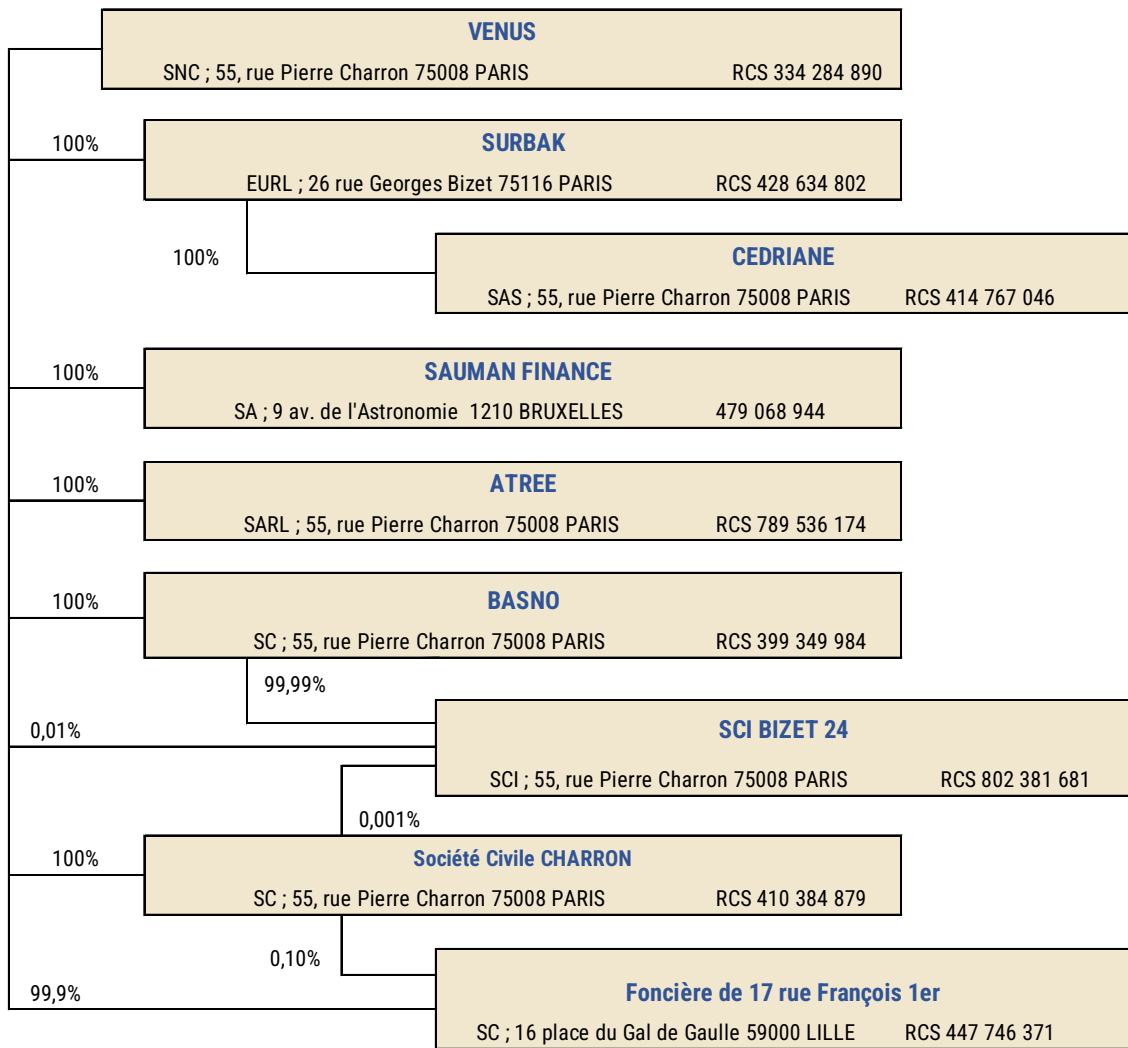 VENUS
SNC ; 55, rue Pierre Charron 75008 PARIS RCS 334 284 890
100%
SURBAK
EURL ; 26 rue Georges Bizet 75116 PARIS RCS 428 634 802
100%
CEDRIANE
SAS ; 55, rue Pierre Charron 75008 PARIS RCS 414 767 046
100%
SAUMAN FINANCE
SA ; 9 av. de l'Astronomie 1210 BRUXELLES 479 068 944
100%
ATREE
SARL ; 55, rue Pierre Charron 75008 PARIS RCS 789 536 174
100%
BASNO
SC ; 55, rue Pierre Charron 75008 PARIS RCS 399 349 984
99,99%
0,01%
SCI BIZET 24
SCI ; 55, rue Pierre Charron 75008 PARIS RCS 802 381 681
0,001%
100%
Société Civile CHARRON
SC ; 55, rue Pierre Charron 75008 PARIS RCS 410 384 879
0,10%
99,9%
Foncière de 17 rue François 1er
SC ; 16 place du Gal de Gaulle 59000 LILLE RCS 447 746 371